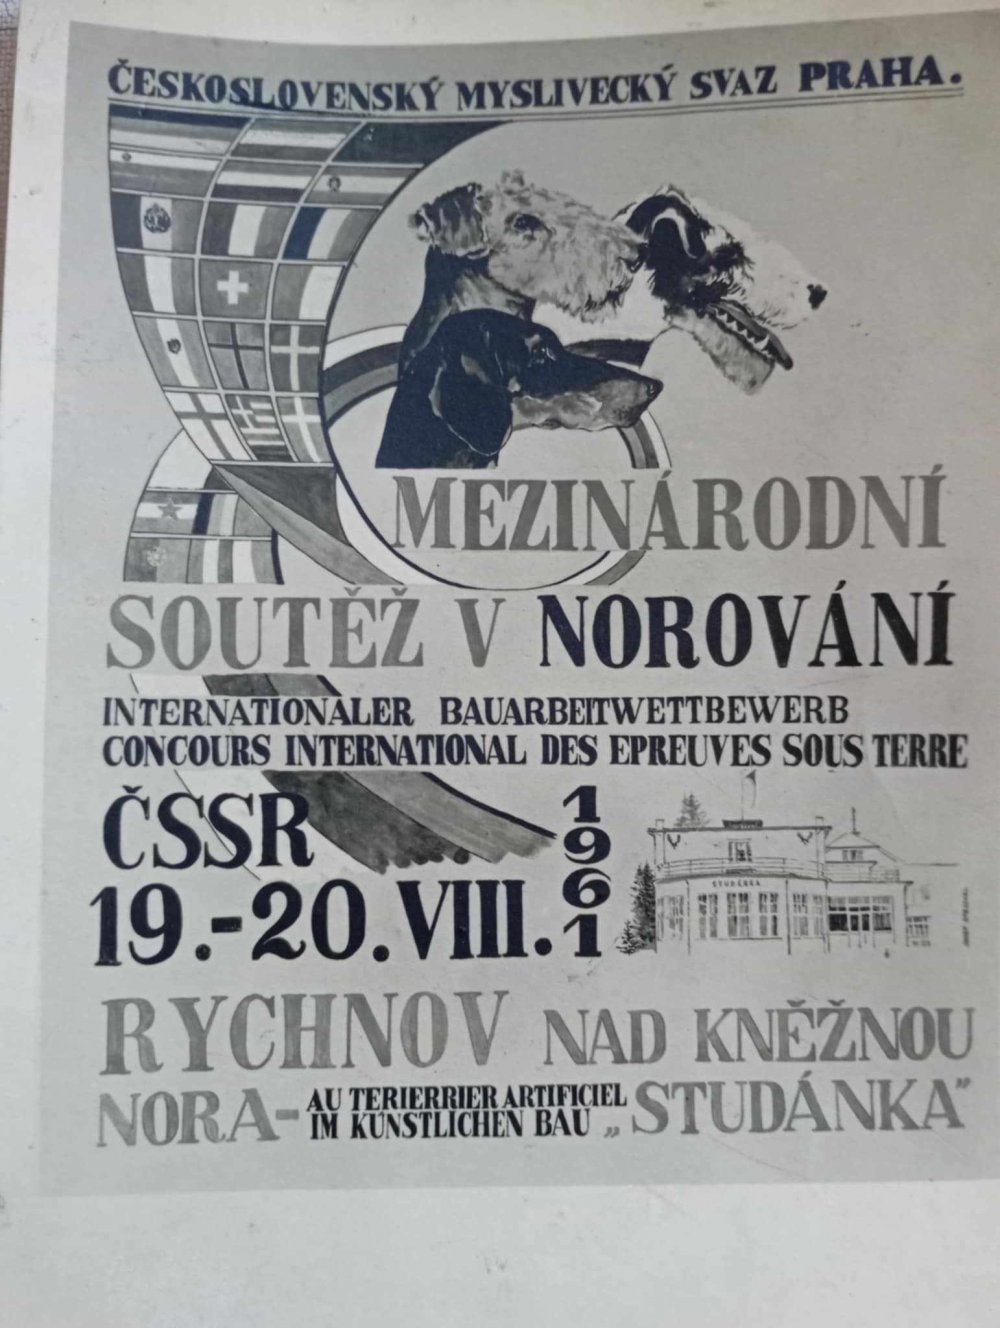 ČESKOSLOVENSKÝ MYSLIVECKÝ SVAZ PRAHA.
MEZINÁRODNÍ
SOUTĚŽ V NOROVÁNÍ
INTERNATIONALER BAUARBEITWETTBEWERB
CONCOURS INTERNATIONAL DES EPREUVES SOUS TERRE
ČSSR 1961
19.-20. VIII.
STUDÁNKA
RYCHNOV NAD KNĚŽNOU
NORA- AU TERIERRIER ARTIFICIEL
IM KÜNSTLICHEN BAU „STUDÁNKA"